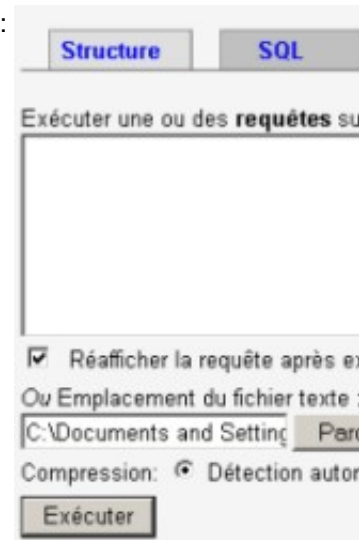 :
Structure SQL
Exécuter une ou des requêtes su
Réafficher la requête après ex
Ou Emplacement du fichier texte :
C:\Documents and Setting Parc
Compression: Détection autor
Exécuter